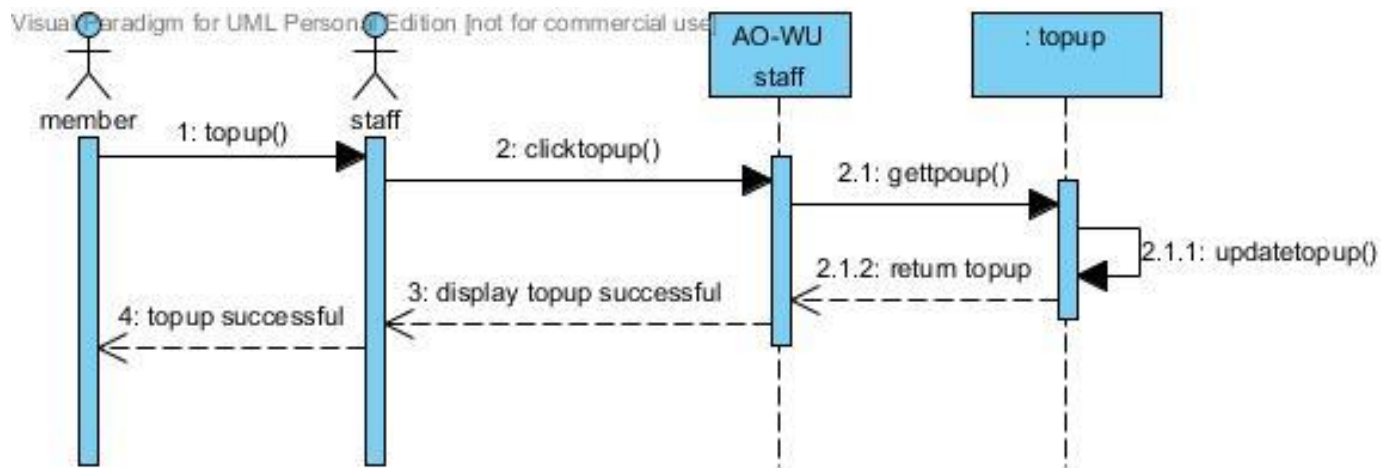 Visual Paradigm for UML Personal Edition [not for commercial use]
AO-WU
staff
: topup
member
staff
1: topup()
2: clicktopup()
2.1: gettpoup()
2.1.1: updatetopup()
2.1.2: return topup
3: display topup successful
4: topup successful